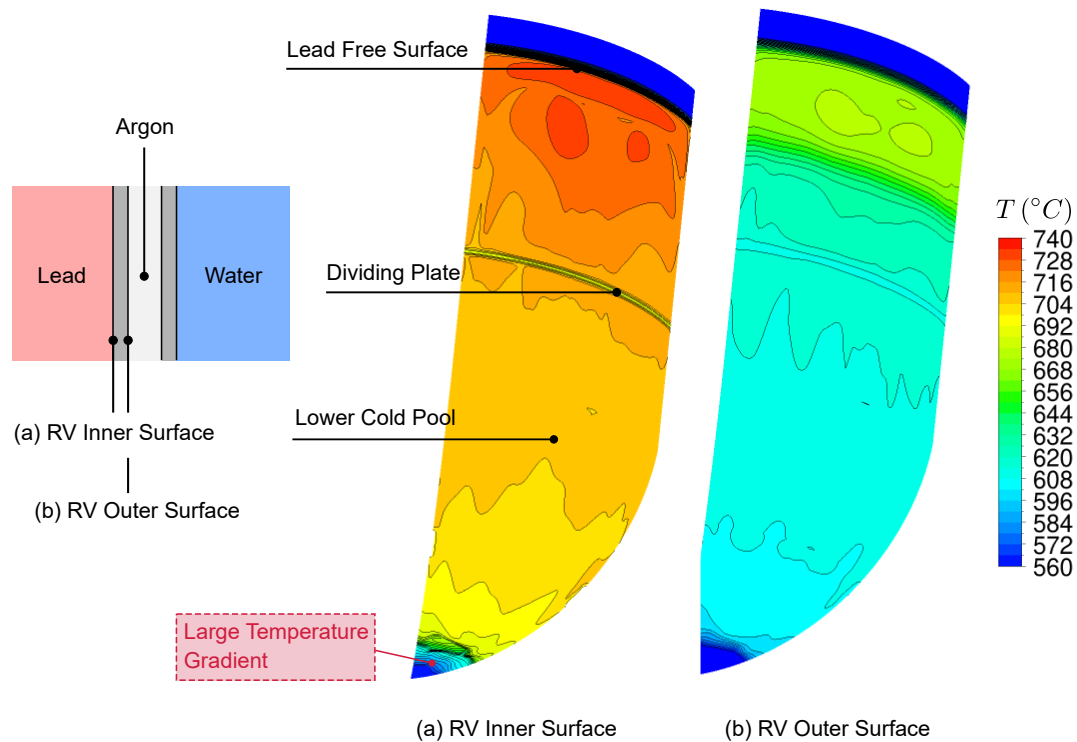 Lead Free Surface
Argon
Lead
Water
(a) RV Inner Surface
(b) RV Outer Surface
Dividing Plate
Lower Cold Pool
Large Temperature
Gradient
T (°C)
740
728
716
704
692
680
668
656
644
632
620
608
596
584
572
560
(a) RV Inner Surface
(b) RV Outer Surface